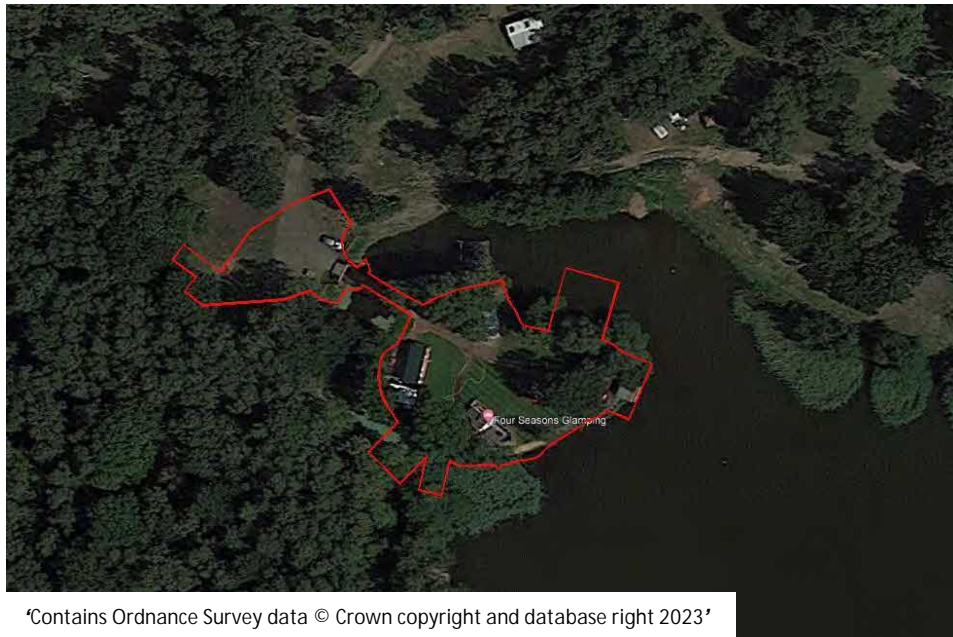 Four Seasons Glamping
‘Contains Ordnance Survey data © Crown copyright and database right 2023’